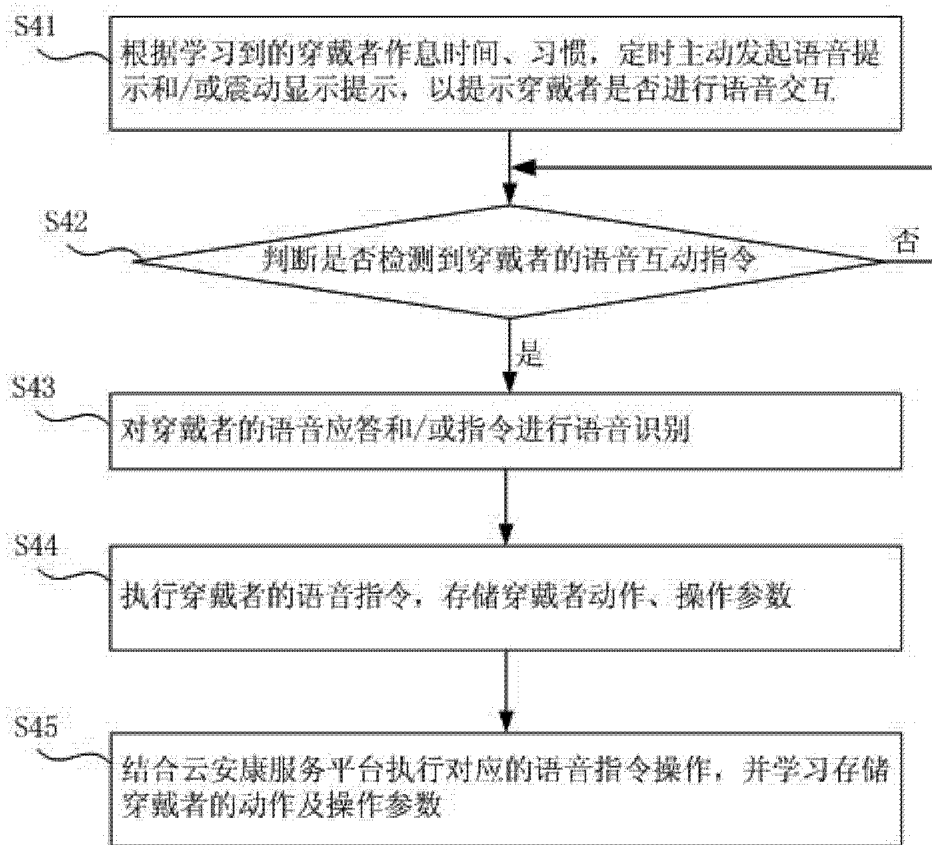 S41
根据学习到的穿戴者作息时间、习惯，定时主动发起语音提
示和/或震动显示提示，以提示穿戴者是否进行语音交互
S42
判断是否检测到穿戴者的语音互动指令
否
是
S43
对穿戴者的语音应答和/或指令进行语音识别
S44
执行穿戴者的语音指令，存储穿戴者动作、操作参数
S45
结合云安康服务平台执行对应的语音指令操作，并学习存储
穿戴者的动作及操作参数